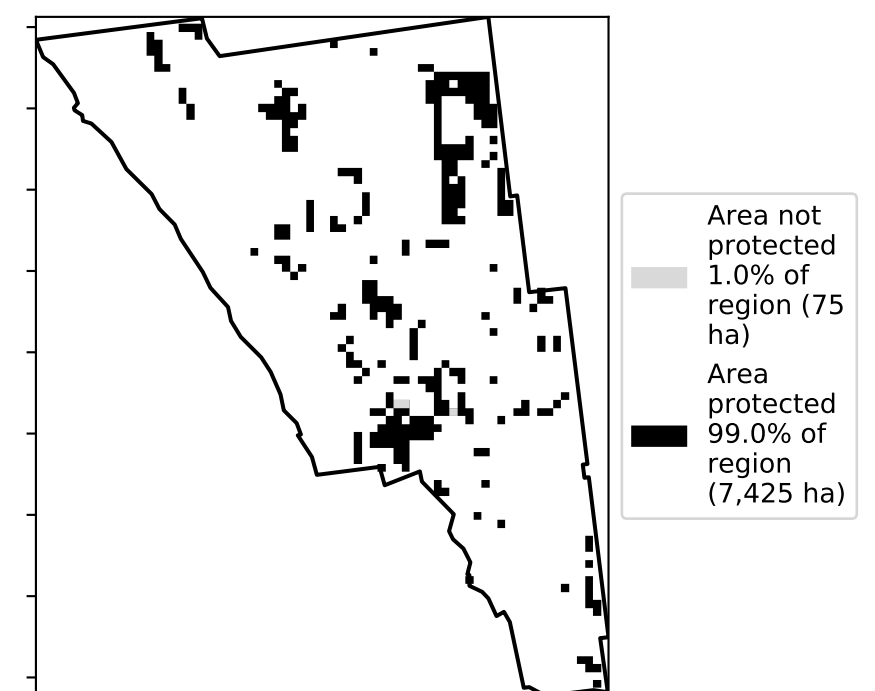 Area not
protected
1.0% of
region (75
ha)
Area
protected
99.0% of
region
(7,425 ha)